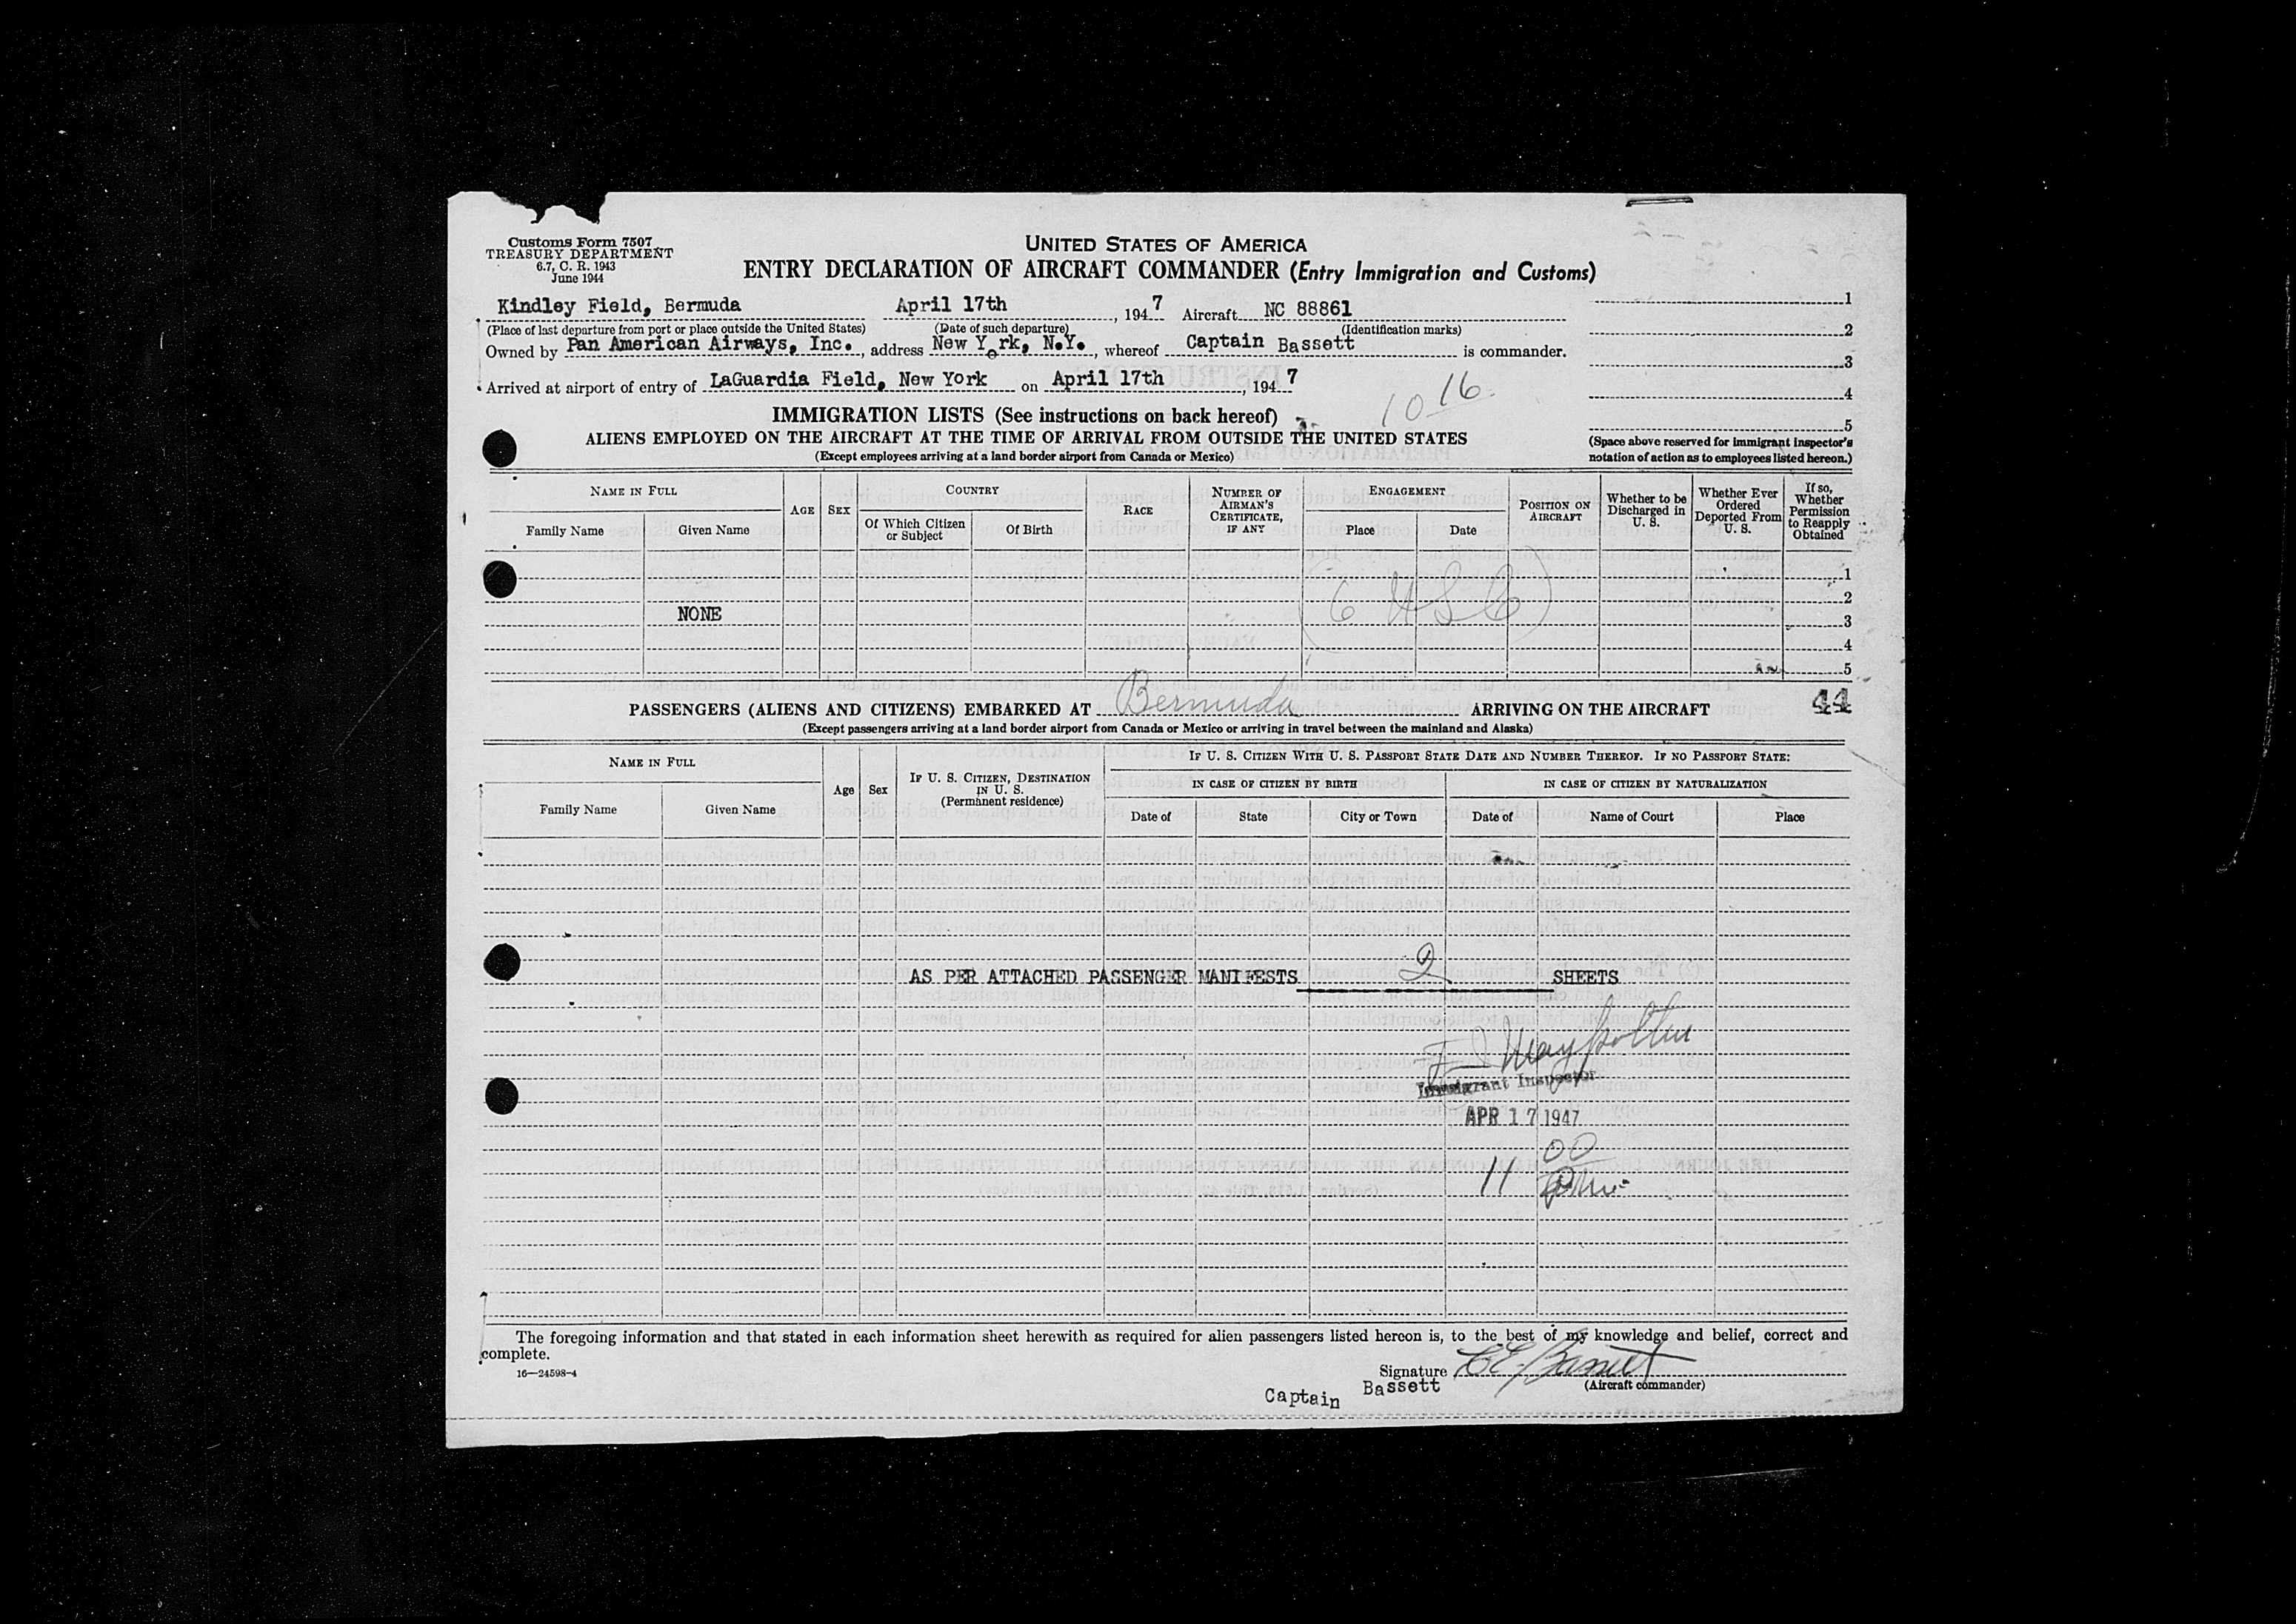 Customs Form 7507
TREASURY DEPARTMENT
6.7, C. R. 1943
June 1944
UNITED STATES OF AMERICA
ENTRY DECLARATION OF AIRCRAFT COMMANDER (Entry Immigration and Customs)
Kindley Field, Bermuda April 17th, 1947 Aircraft NC 88861
(Place of last departure from port or place outside the United States) (Date of such departure) (Identification marks)
Owned by Pan American Airways, Inc., address New York, N.Y., whereof Captain Bassett is commander.
Arrived at airport of entry of LaGuardia Field, New York on April 17th, 1947
1
2
3
4
5
(Space above reserved for immigrant inspector's
notation of action as to employees listed hereon.)
10 16
IMMIGRATION LISTS (See instructions on back hereof)
ALIENS EMPLOYED ON THE AIRCRAFT AT THE TIME OF ARRIVAL FROM OUTSIDE THE UNITED STATES
(Except employees arriving at a land border airport from Canada or Mexico)
NAME IN FULL
Family Name Given Name
AGE SEX
COUNTRY
Of Which Citizen or Subject
Of Birth
RACE
NUMBER OF AIRMAN'S CERTIFICATE, IF ANY
ENGAGEMENT
Place Date
POSITION ON AIRCRAFT
Whether to be Discharged in U. S.
Whether Ever Ordered Deported From U. S.
If so, Whether Permission to Reapply Obtained
1
2
NONE 3
4
5
(6 USC)
44
PASSENGERS (ALIENS AND CITIZENS) EMBARKED AT Bermuda ARRIVING ON THE AIRCRAFT
(Except passengers arriving at a land border airport from Canada or Mexico or arriving in travel between the mainland and Alaska)
NAME IN FULL
Family Name Given Name
Age Sex
IF U. S. CITIZEN, DESTINATION IN U. S.
(Permanent residence)
IF U. S. CITIZEN WITH U. S. PASSPORT STATE DATE AND NUMBER THEREOF. IF NO PASSPORT STATE:
IN CASE OF CITIZEN BY BIRTH IN CASE OF CITIZEN BY NATURALIZATION
Date of State City or Town Date of Name of Court Place
AS PER ATTACHED PASSENGER MANIFESTS 2 SHEETS
Immigrant Inspector
APR 17 1947
11 00
The foregoing information and that stated in each information sheet herewith as required for alien passengers listed hereon is, to the best of my knowledge and belief, correct and
complete.
16—24598-4
Signature C E Bassett
(Aircraft commander)
Captain Bassett